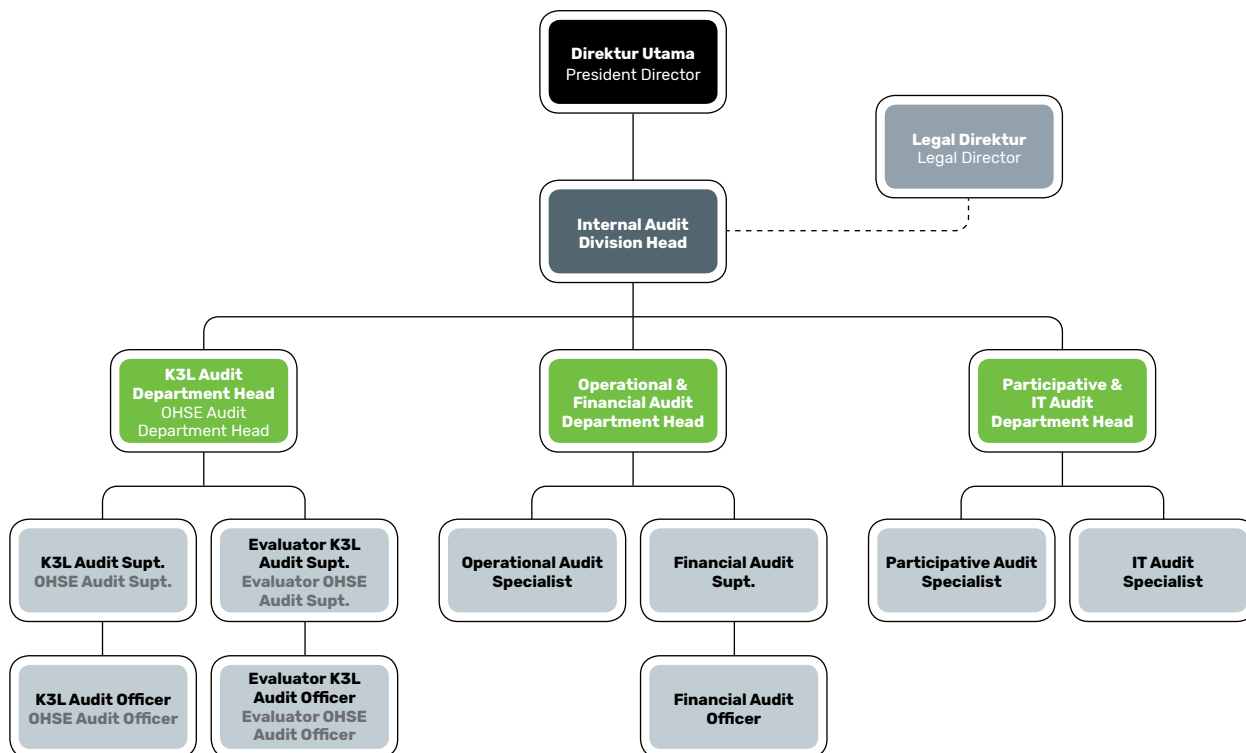 Direktur Utama
President Director
Legal Direktur
Legal Director
Internal Audit
Division Head
K3L Audit
Department Head
OHSE Audit
Department Head
Operational &
Financial Audit
Department Head
Participative &
IT Audit
Department Head
K3L Audit Supt.
OHSE Audit Supt.
Evaluator K3L
Audit Supt.
Evaluator OHSE
Audit Supt.
Operational Audit
Specialist
Financial Audit
Supt.
Participative Audit
Specialist
IT Audit
Specialist
K3L Audit Officer
OHSE Audit Officer
Evaluator K3L
Audit Officer
Evaluator OHSE
Audit Officer
Financial Audit
Officer